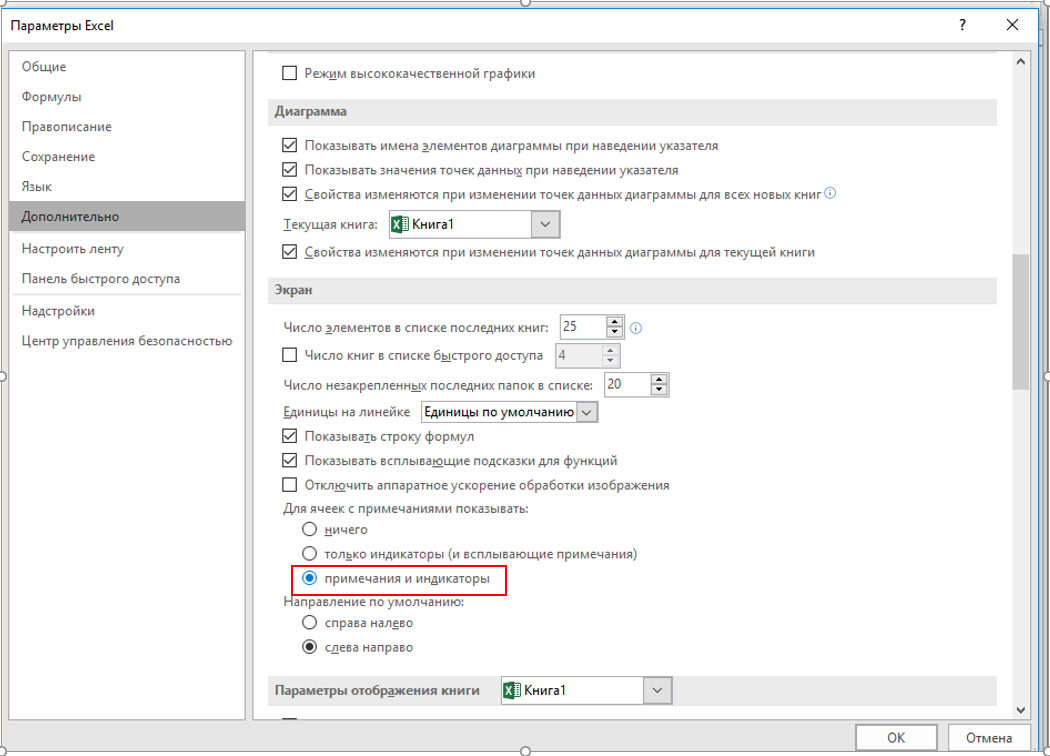 Параметры Excel
?
Общие
Формулы
Правописание
Сохранение
Язык
Дополнительно
Настроить ленту
Панель быстрого доступа
Надстройки
Центр управления безопасностью
Режим высококачественной графики
Диаграмма
Показывать имена элементов диаграммы при наведении указателя
Показывать значения точек данных при наведении указателя
Свойства изменяются при изменении точек данных диаграммы для всех новых книг
Текущая книга: Книга1
Свойства изменяются при изменении точек данных диаграммы для текущей книги
Экран
Число элементов в списке последних книг: 25
Число книг в списке быстрого доступа 4
Число незакрепленных последних папок в списке: 20
Единицы на линейке Единицы по умолчанию
Показывать строку формул
Показывать всплывающие подсказки для функций
Отключить аппаратное ускорение обработки изображения
Для ячеек с примечаниями показывать:
ничего
только индикаторы (и всплывающие примечания)
примечания и индикаторы
Направление по умолчанию:
справа налево
слева направо
Параметры отображения книги Книга1
ОК Отмена